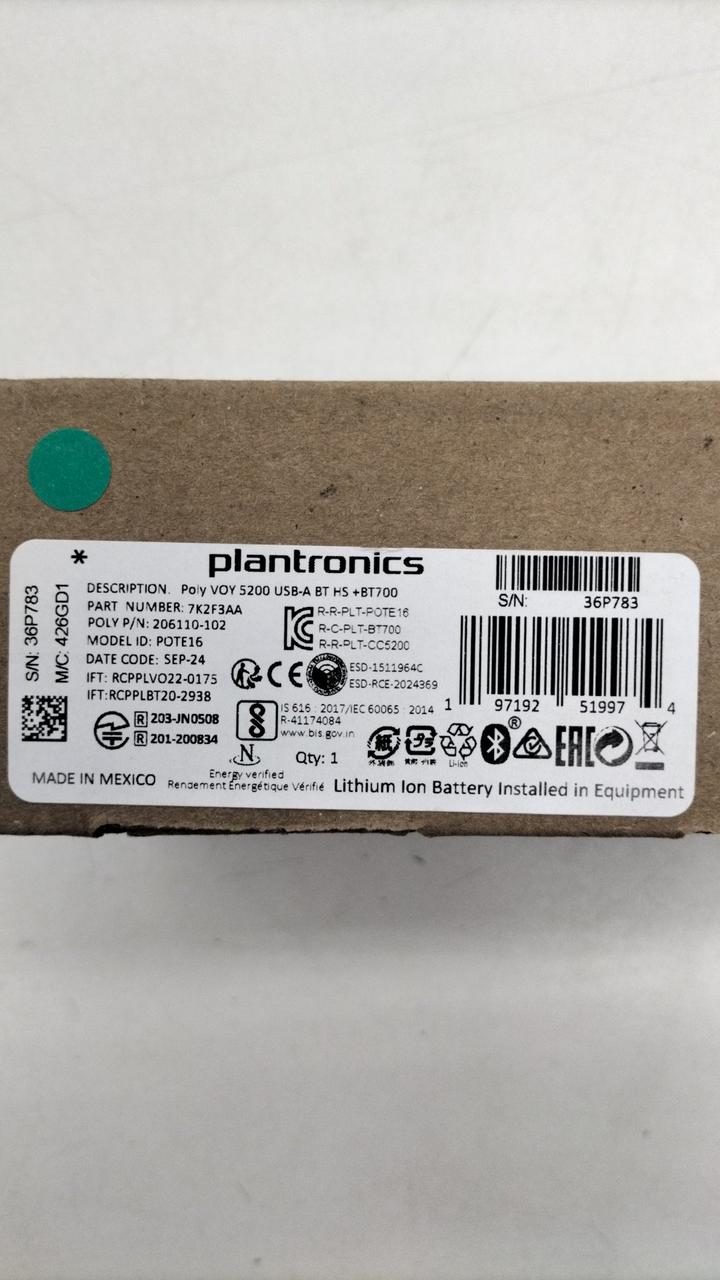 *
plantronics
DESCRIPTION. Poly VOY 5200 USB-A BT HS +BT700
PART NUMBER: 7K2F3AA
POLY P/N: 206110-102
MODEL ID: POTE16
DATE CODE: SEP-24
IFT: RCPPLVO22-0175
IFT:RCPPLBT20-2938
R 203-JN0508
R 201-200834
S/N: 36P783
M/C: 426GD1
R-R-PLT-POTE16
R-C-PLT-BT700
R-R-PLT-CC5200
CE
ESD-1511964C
ESD-RCE-2024369
IS 616 : 2017/IEC 60065 : 2014
R-41174084
www.bis.gov.in
N
Energy verified
Rendement Énergétique Vérifié
Qty: 1
S/N: 36P783
1 97192 51997 4
紙
Li-ion
®
EAC
MADE IN MEXICO
Lithium Ion Battery Installed in Equipment